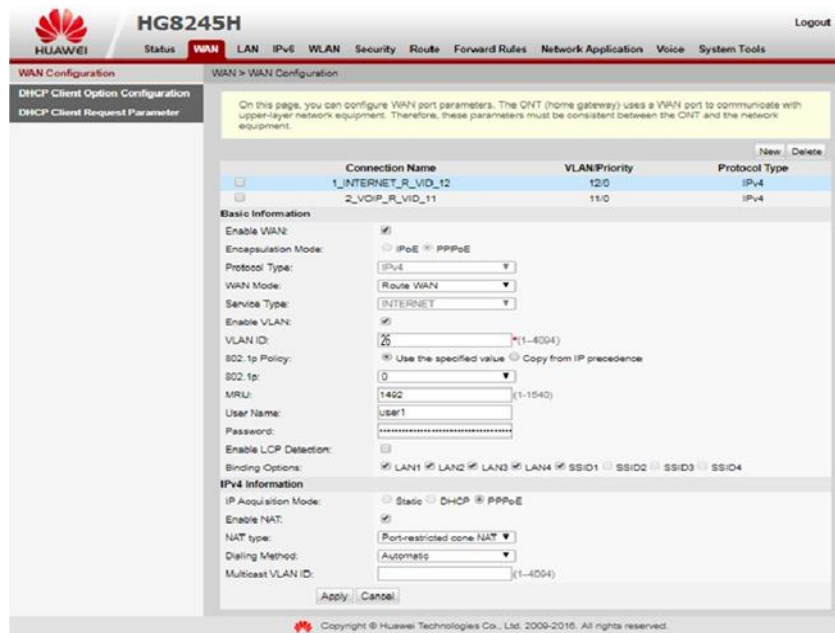 HG8245H
Logout
HUAWEI
Status WAN LAN IPv6 WLAN Security Route Forward Rules Network Application Voice System Tools
WAN Configuration
WAN > WAN Configuration
DHCP Client Option Configuration
DHCP Client Request Parameter
On this page, you can configure WAN port parameters. The ONT (home gateway) uses a WAN port to communicate with
upper-layer network equipment. Therefore, these parameters must be consistent between the ONT and the network
equipment.
New Delete
Connection Name VLAN/Priority Protocol Type
1_INTERNET_R_VID_12 12/0 IPv4
2_VOIP_R_VID_11 11/0 IPv4
Basic Information
Enable WAN:
Encapsulation Mode: IPoE PPPoE
Protocol Type: IPv4
WAN Mode: Route WAN
Service Type: INTERNET
Enable VLAN:
VLAN ID: 26 *(1-4094)
802.1p Policy: Use the specified value Copy from IP precedence
802.1p: 0
MRU: 1492 (1-1540)
User Name: user1
Password:
Enable LCP Detection:
Binding Options: LAN1 LAN2 LAN3 LAN4 SSID1 SSID2 SSID3 SSID4
IPv4 Information
IP Acquisition Mode: Static DHCP PPPoE
Enable NAT:
NAT type: Port-restricted cone NAT
Dialing Method: Automatic
Multicast VLAN ID: (1-4094)
Apply Cancel
Copyright © Huawei Technologies Co., Ltd. 2009-2016. All rights reserved.